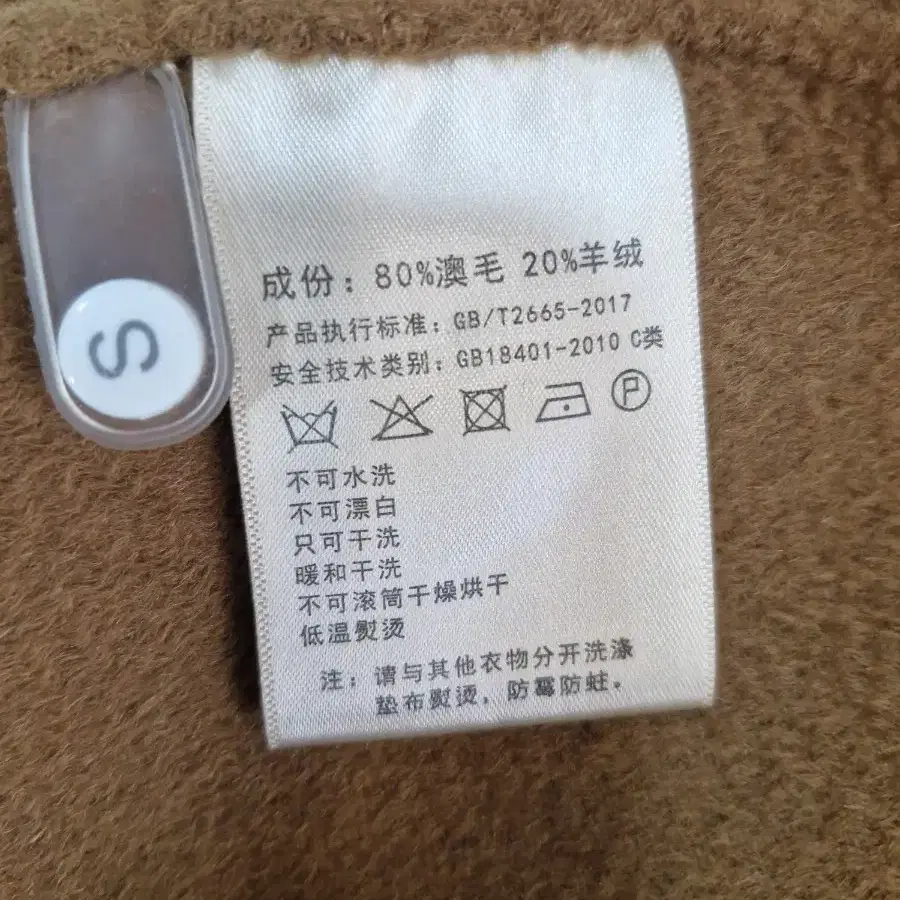 S
成份：80%澳毛 20%羊绒
产品执行标准：GB/T2665-2017
安全技术类别：GB18401-2010 C类
P
不可水洗
不可漂白
只可干洗
暖和干洗
不可滚筒干燥烘干
低温熨烫
注：请与其他衣物分开洗涤
垫布熨烫，防霉防蛀。